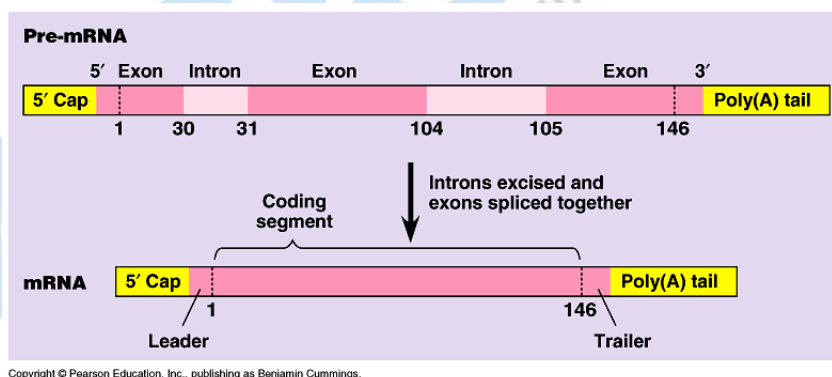 Pre-mRNA
5′ Exon Intron Exon Intron Exon 3′
5′ Cap Poly(A) tail
1 30 31 104 105 146
Introns excised and
exons spliced together
Coding
segment
mRNA 5′ Cap Poly(A) tail
1 146
Leader Trailer
Copyright © Pearson Education, Inc., publishing as Benjamin Cummings.